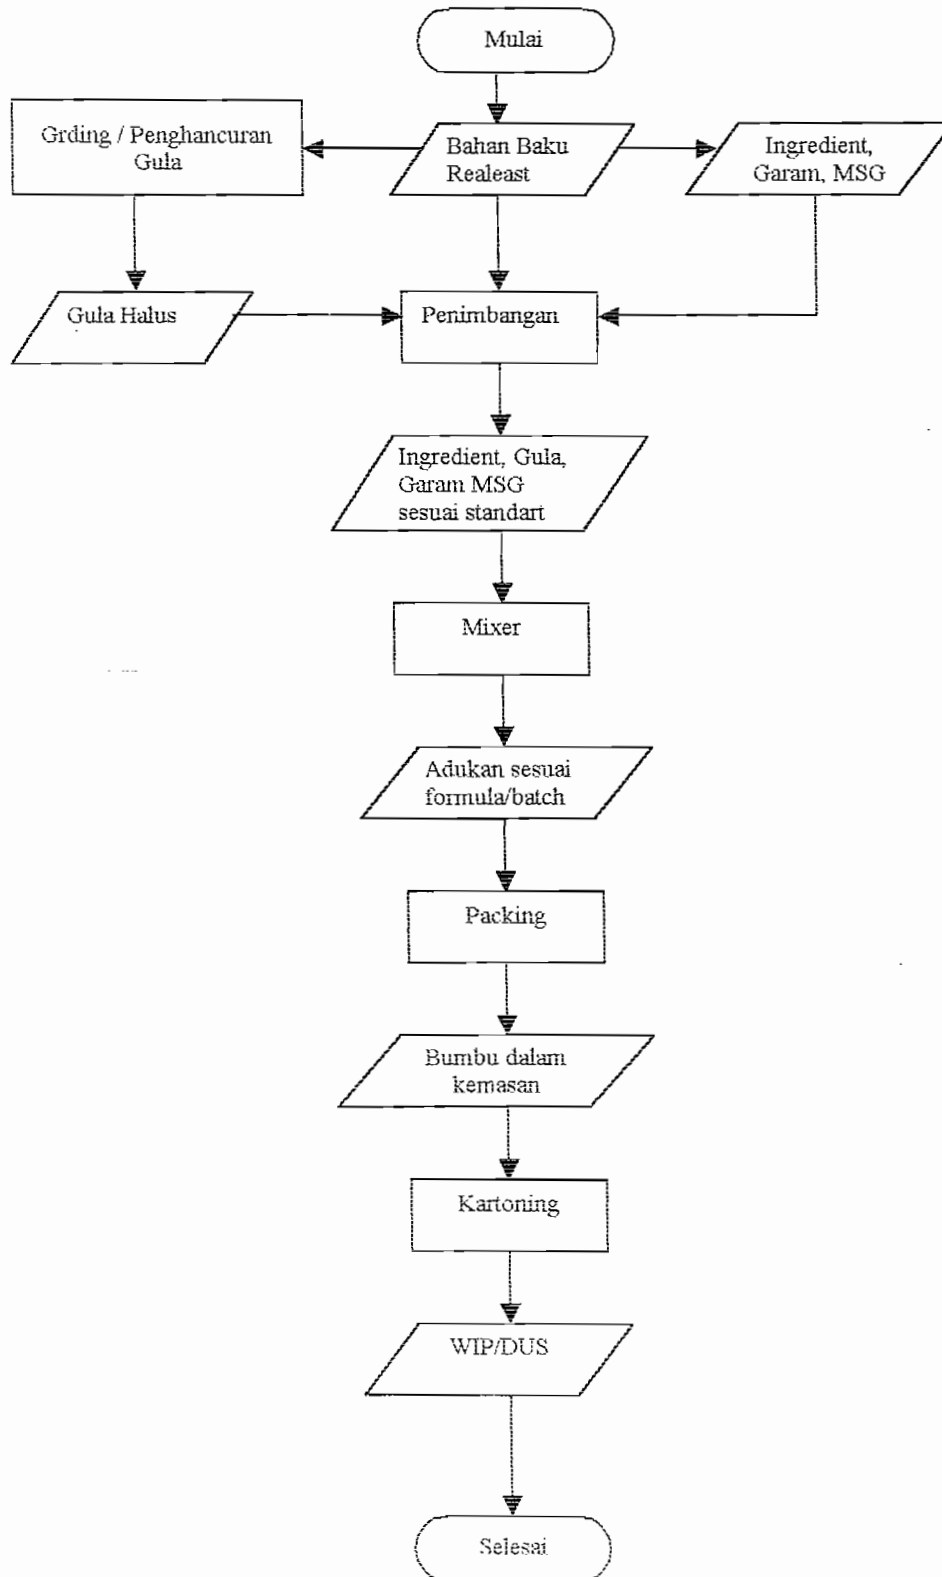 Mulai
Grding / Penghancuran
Gula
Bahan Baku
Realeast
Ingredient,
Garam, MSG
Gula Halus
Penimbangan
Ingredient, Gula,
Garam MSG
sesuai standart
Mixer
Adukan sesuai
formula/batch
Packing
Bumbu dalam
kemasan
Kartoning
WIP/DUS
Selesai